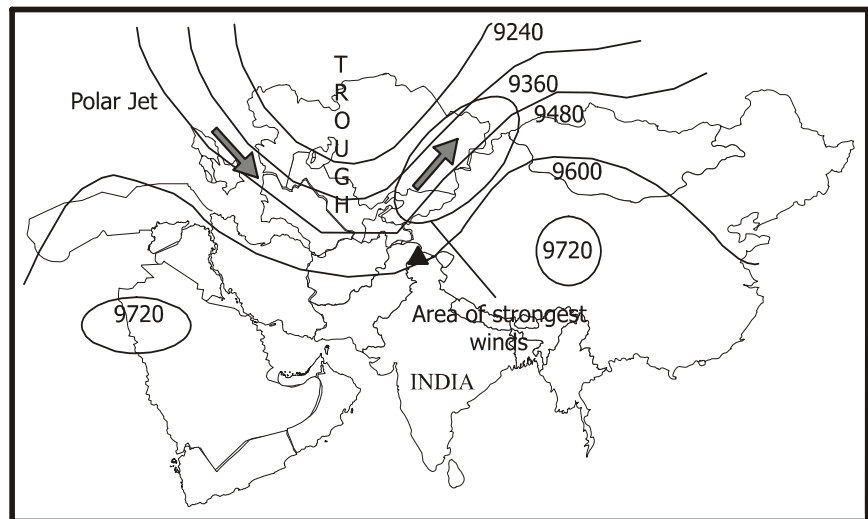 9240
T
R
O
U
G
H
9360
Polar Jet
9480
9600
9720
9720
Area of strongest
winds
INDIA